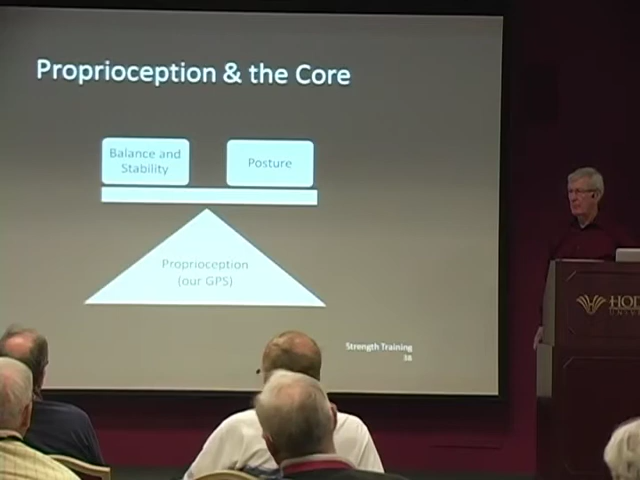 Proprioception & the Core
Balance and
Stability
Posture
Proprioception
(our GPS)
Strength Training
38